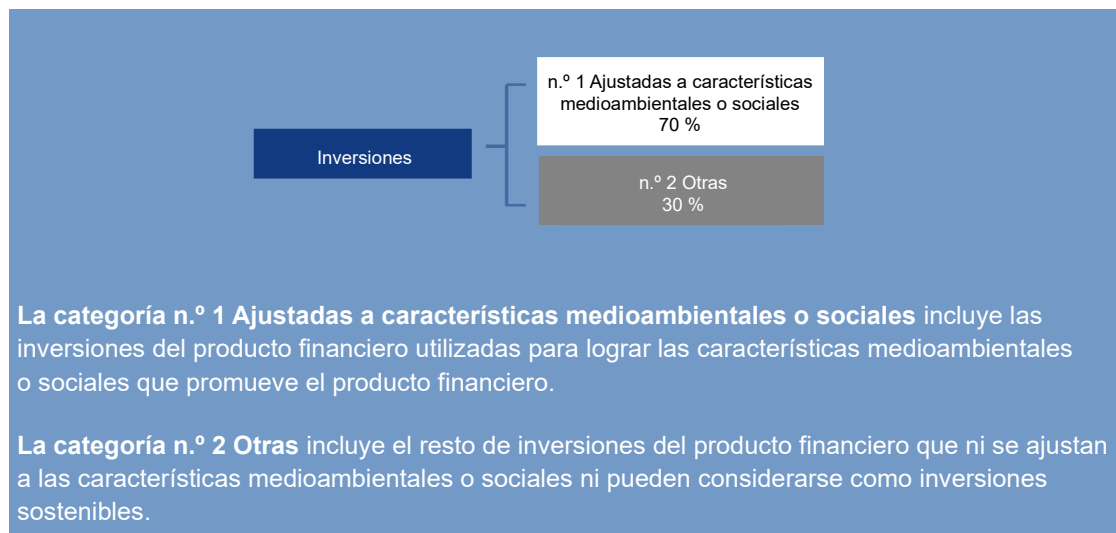 n.º 1 Ajustadas a características
medioambientales o sociales
70 %
Inversiones
n.º 2 Otras
30 %
La categoría n.º 1 Ajustadas a características medioambientales o sociales incluye las
inversiones del producto financiero utilizadas para lograr las características medioambientales
o sociales que promueve el producto financiero.
La categoría n.º 2 Otras incluye el resto de inversiones del producto financiero que ni se ajustan
a las características medioambientales o sociales ni pueden considerarse como inversiones
sostenibles.